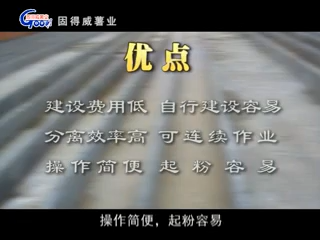 固得威薯业
优点
建设费用低 自行建设容易
分离效率高 可连续作业
操作简便 起粉容易
操作简便，起粉容易